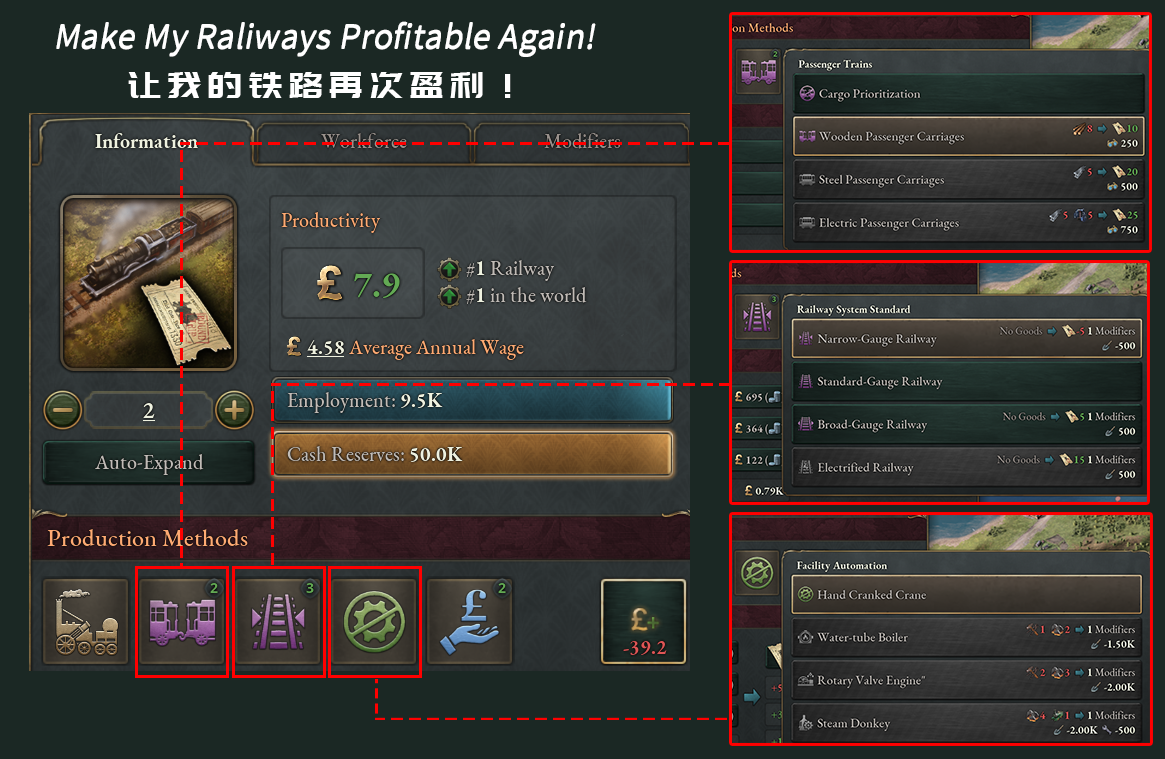 Make My Raliways Profitable Again!
让我的铁路再次盈利！
Information
Workforce
Modifiers
Productivity
£ 7.9
#1 Railway
#1 in the world
£ 4.58 Average Annual Wage
2
Employment: 9.5K
Auto-Expand
Cash Reserves: 50.0K
Production Methods
2
3
2
£+
-39.2
on Methods
2
Passenger Trains
Cargo Prioritization
Wooden Passenger Carriages
8 10
250
Steel Passenger Carriages
5 20
500
Electric Passenger Carriages
5 5 25
750
ds
3
Railway System Standard
Narrow-Gauge Railway
No Goods -5 1 Modifiers
-500
Standard-Gauge Railway
£ 695
Broad-Gauge Railway
No Goods 5 1 Modifiers
500
£ 364
£ 122
Electrified Railway
No Goods 15 1 Modifiers
500
£ 0.79K
Facility Automation
Hand Cranked Crane
Water-tube Boiler
1 2 1 Modifiers
-1.50K
Rotary Valve Engine"
2 3 1 Modifiers
-2.00K
Steam Donkey
4 1 1 Modifiers
-2.00K -500